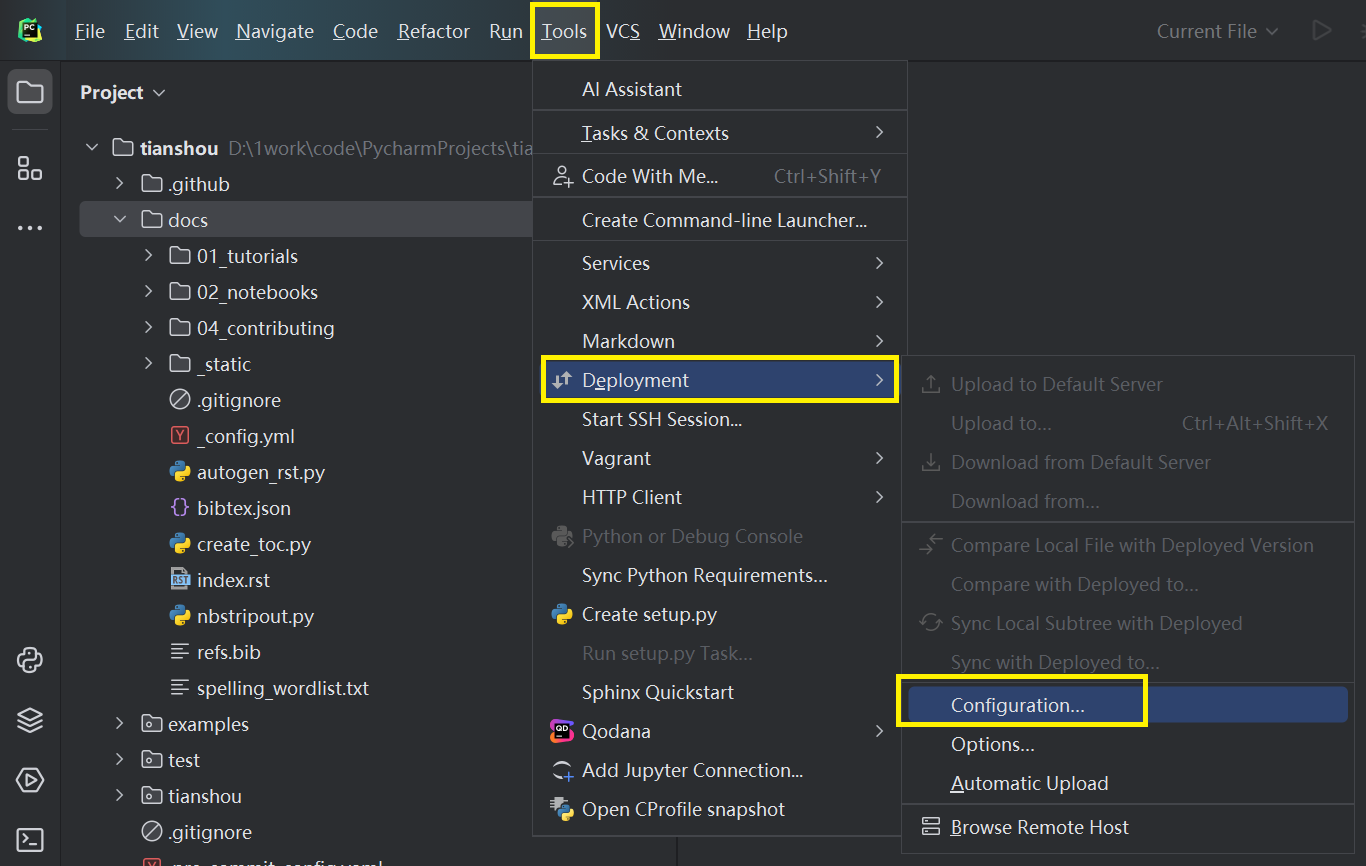 PC
File Edit View Navigate Code Refactor Run Tools VCS Window Help Current File
Project
tianshou D:\1work\code\PycharmProjects\tia
.github
docs
01_tutorials
02_notebooks
04_contributing
_static
.gitignore
_config.yml
autogen_rst.py
bibtex.json
create_toc.py
index.rst
nbstripout.py
refs.bib
spelling_wordlist.txt
examples
test
tianshou
.gitignore
.pre-commit-config.yaml
AI Assistant
Tasks & Contexts
Code With Me... Ctrl+Shift+Y
Create Command-line Launcher...
Services
XML Actions
Markdown
Deployment
Start SSH Session...
Vagrant
HTTP Client
Python or Debug Console
Sync Python Requirements...
Create setup.py
Run setup.py Task...
Sphinx Quickstart
QD Qodana
Add Jupyter Connection...
Open CProfile snapshot
Upload to Default Server
Upload to... Ctrl+Alt+Shift+X
Download from Default Server
Download from...
Compare Local File with Deployed Version
Compare with Deployed to...
Sync Local Subtree with Deployed
Sync with Deployed to...
Configuration...
Options...
Automatic Upload
Browse Remote Host